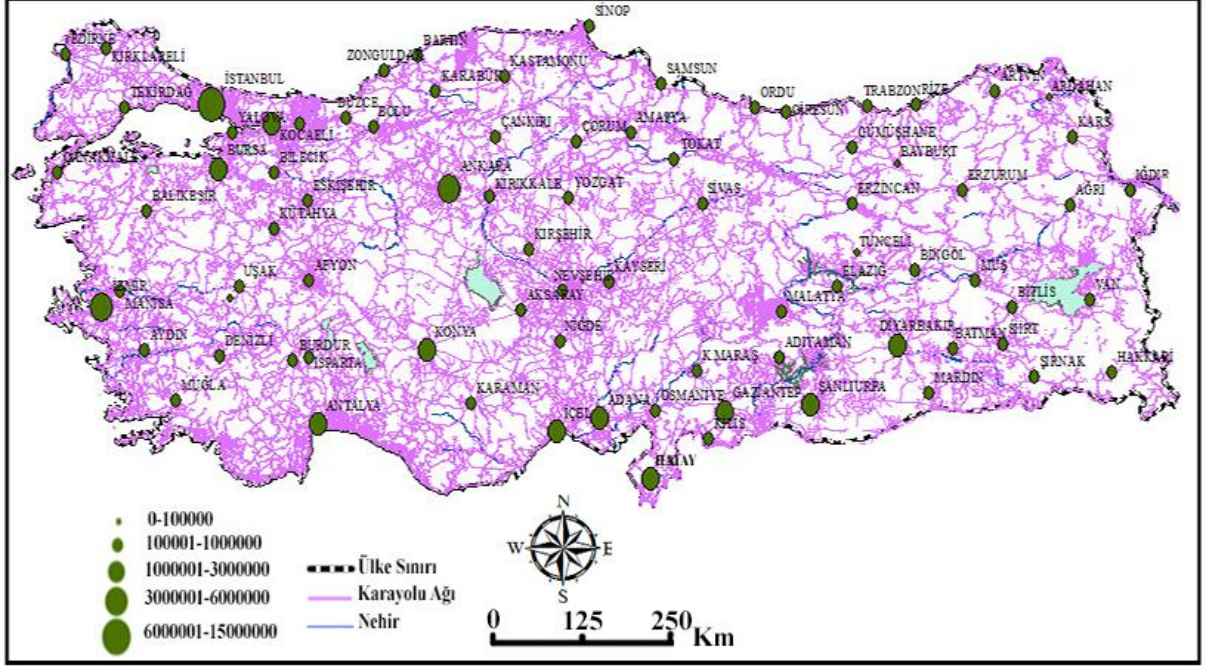 SİNOP
EDİRNE
KIRKLARELİ
BARTIN
ZONGULDAK
KASTAMONU
İSTANBUL
KARABÜK
SAMSUN
ARTVİN
ARDAHAN
TEKİRDAĞ
DÜZCE
BOLU
ORDU
GİRESUN
TRABZON
RİZE
YALOVA
KOCAELİ
ÇANKIRI
ÇORUM
AMASYA
GÜMÜŞHANE
KARS
ÇANAKKALE
BURSA
BİLECİK
ANKARA
TOKAT
BAYBURT
ESKİŞEHİR
KIRIKKALE
YOZGAT
SİVAS
ERZİNCAN
ERZURUM
AĞRI
IĞDIR
BALIKESİR
KÜTAHYA
KIRŞEHİR
TUNCELİ
BİNGÖL
MUŞ
UŞAK
AFYON
NEVŞEHİR
KAYSERİ
ELAZIĞ
İZMİR
MANİSA
AKSARAY
MALATYA
BİTLİS
VAN
AYDIN
DENİZLİ
BURDUR
ISPARTA
KONYA
NİĞDE
K.MARAŞ
ADIYAMAN
DİYARBAKIR
BATMAN
SİİRT
ŞIRNAK
HAKKARİ
MUĞLA
ANTALYA
KARAMAN
İÇEL
ADANA
OSMANİYE
GAZİANTEP
ŞANLIURFA
MARDİN
KİLİS
HATAY
0-100000
100001-1000000
1000001-3000000
3000001-6000000
6000001-15000000
Ülke Sınırı
Karayolu Ağı
Nehir
N
W
E
S
0 125 250 Km